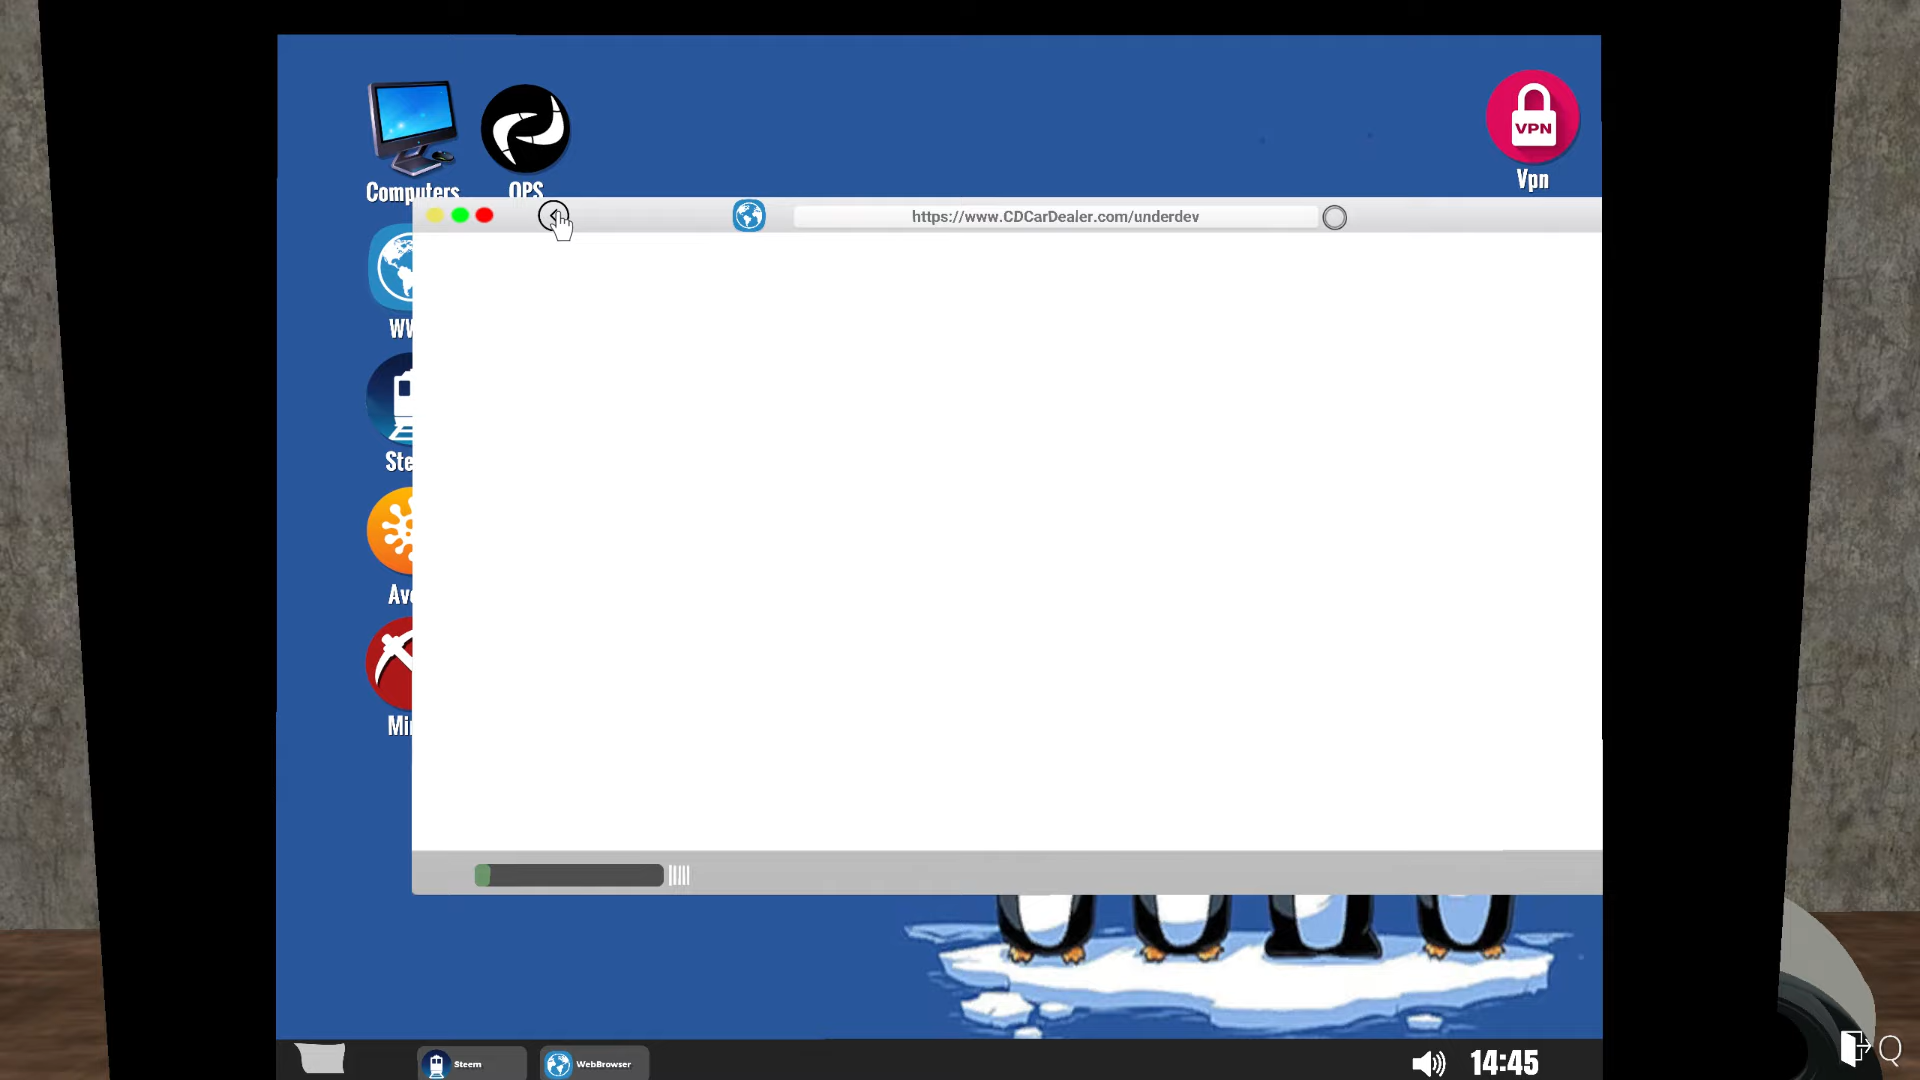 VPN
Computers
OPS
Vpn
https://www.CDCarDealer.com/underdev
Steem
WebBrowser
14:45
Q